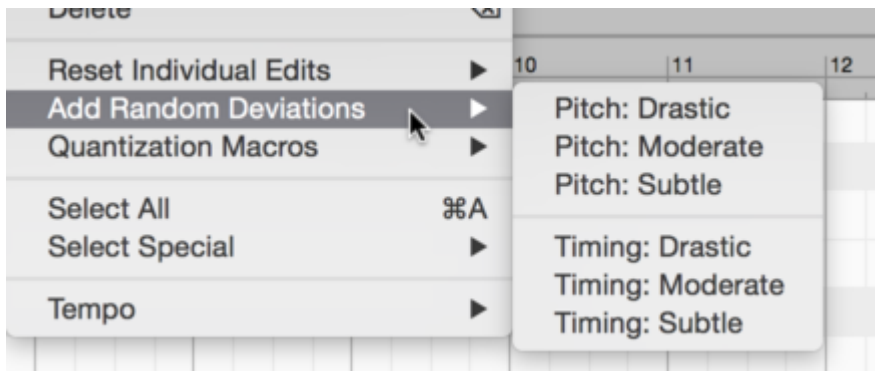 Delete ⌫
10 11 12
Reset Individual Edits ▶
Add Random Deviations ▶
Quantization Macros ▶
Select All ⌘A
Select Special ▶
Tempo ▶
Pitch: Drastic
Pitch: Moderate
Pitch: Subtle
Timing: Drastic
Timing: Moderate
Timing: Subtle